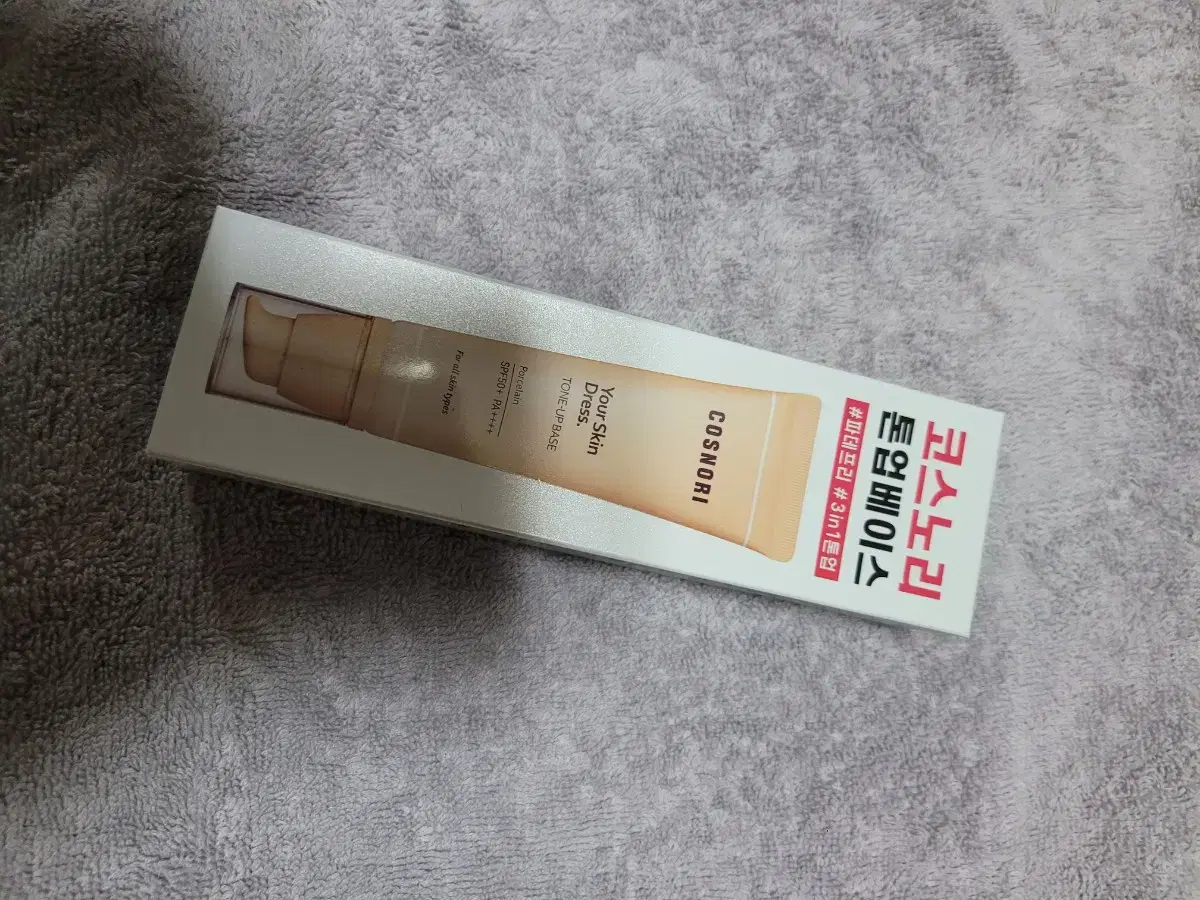 코스노리
톤업베이스
#파데프리 #3in1톤업
COSNORI
Your Skin
Dress.
TONE-UP BASE
Porcelain
SPF50+ PA++++
For all skin types